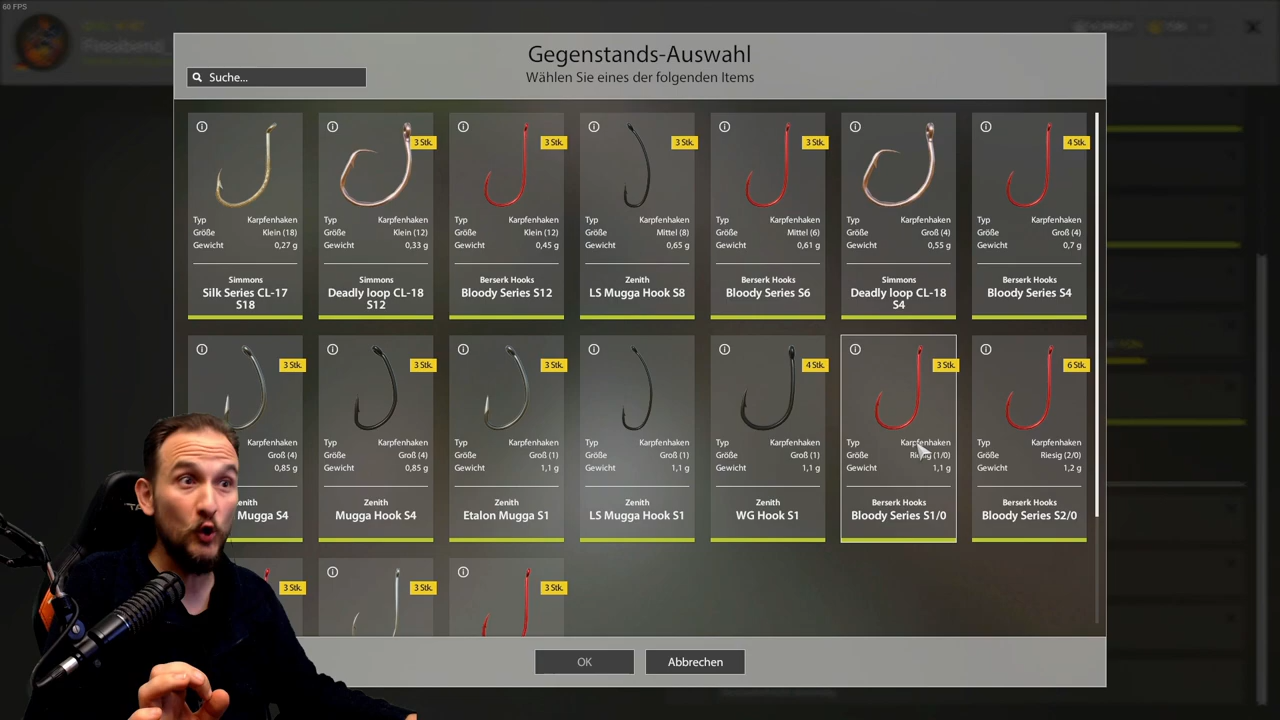 60 FPS
Gegenstands-Auswahl
Suche...
Wählen Sie eines der folgenden Items
Typ Karpfenhaken
Größe Klein (18)
Gewicht 0,27 g
Simmons
Silk Series CL-17
S18
3 Stk.
Typ Karpfenhaken
Größe Klein (12)
Gewicht 0,33 g
Simmons
Deadly loop CL-18
S12
3 Stk.
Typ Karpfenhaken
Größe Klein (12)
Gewicht 0,45 g
Berserk Hooks
Bloody Series S12
3 Stk.
Typ Karpfenhaken
Größe Mittel (8)
Gewicht 0,65 g
Zenith
LS Mugga Hook S8
3 Stk.
Typ Karpfenhaken
Größe Mittel (6)
Gewicht 0,61 g
Berserk Hooks
Bloody Series S6
Typ Karpfenhaken
Größe Groß (4)
Gewicht 0,55 g
Simmons
Deadly loop CL-18
S4
4 Stk.
Typ Karpfenhaken
Größe Groß (4)
Gewicht 0,7 g
Berserk Hooks
Bloody Series S4
3 Stk.
Karpfenhaken
Groß (4)
0,85 g
enith
Mugga S4
3 Stk.
Typ Karpfenhaken
Größe Groß (4)
Gewicht 0,85 g
Zenith
Mugga Hook S4
3 Stk.
Typ Karpfenhaken
Größe Groß (1)
Gewicht 1,1 g
Zenith
Etalon Mugga S1
Typ Karpfenhaken
Größe Groß (1)
Gewicht 1,1 g
Zenith
LS Mugga Hook S1
4 Stk.
Typ Karpfenhaken
Größe Groß (1)
Gewicht 1,1 g
Zenith
WG Hook S1
3 Stk.
Typ Karpfenhaken
Größe Riesig (1/0)
Gewicht 1,1 g
Berserk Hooks
Bloody Series S1/0
6 Stk.
Typ Karpfenhaken
Größe Riesig (2/0)
Gewicht 1,2 g
Berserk Hooks
Bloody Series S2/0
3 Stk.
3 Stk.
3 Stk.
OK
Abbrechen